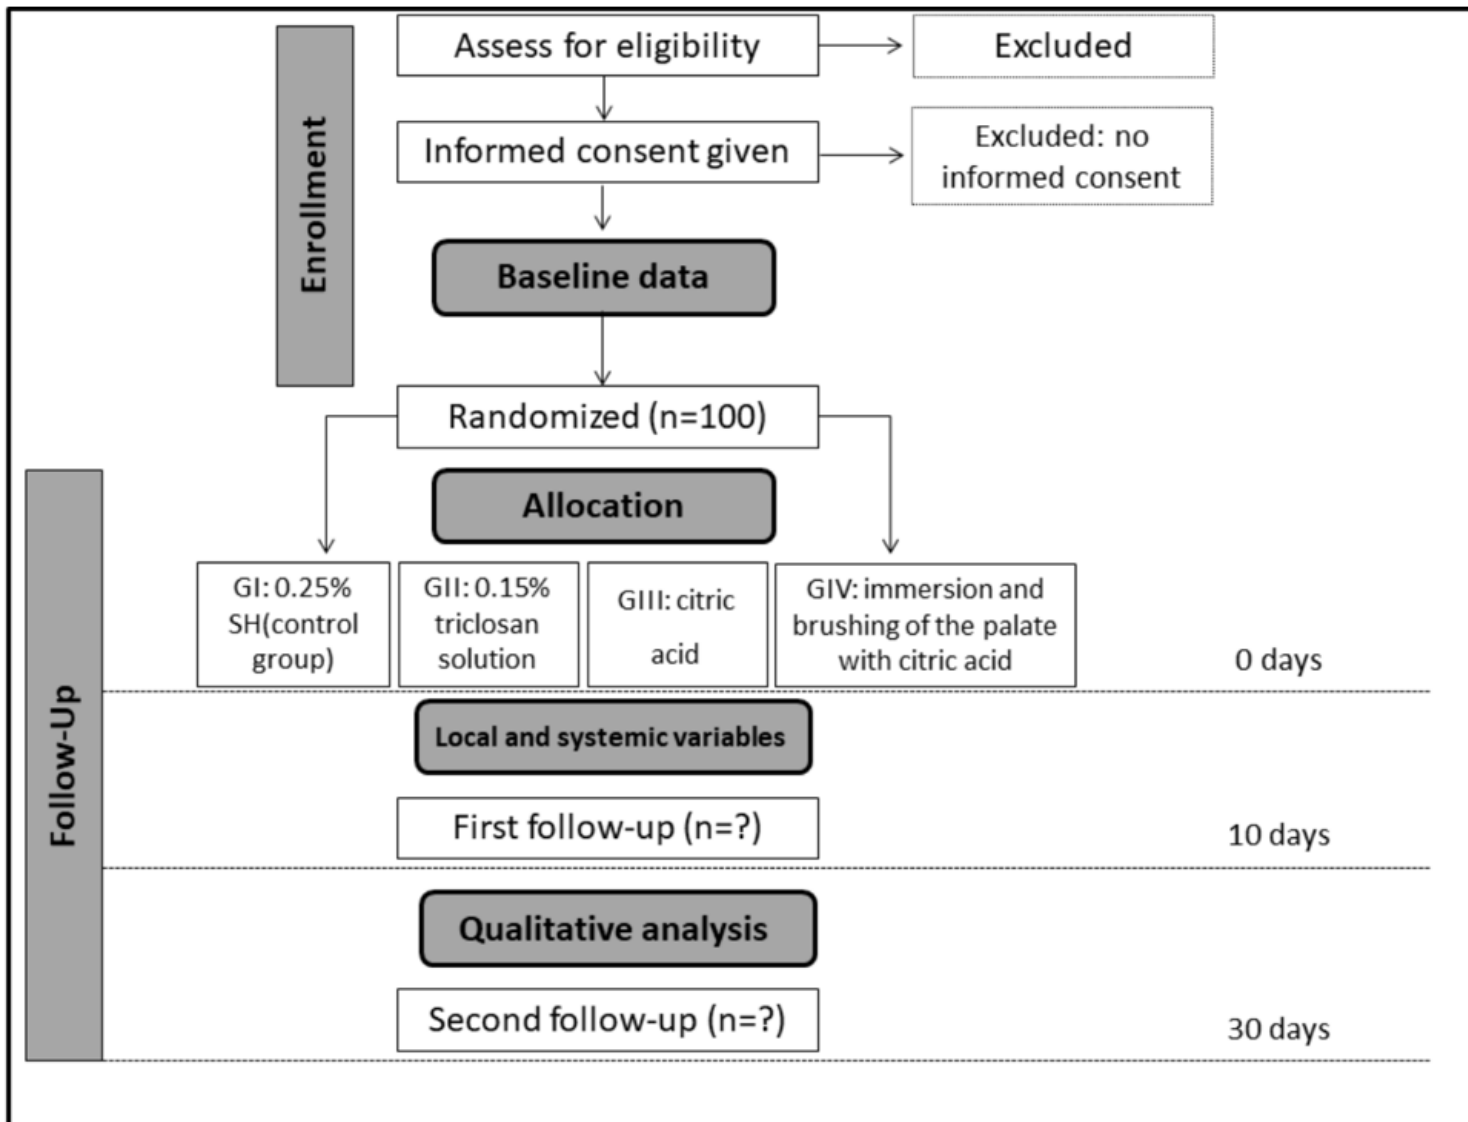 Enrollment
Assess for eligibility
Excluded
Informed consent given
Excluded: no
informed consent
Baseline data
Randomized (n=100)
Allocation
Follow-Up
GI: 0.25%
SH(control
group)
GII: 0.15%
triclosan
solution
GIII: citric
acid
GIV: immersion and
brushing of the palate
with citric acid
0 days
Local and systemic variables
First follow-up (n=?)
10 days
Qualitative analysis
Second follow-up (n=?)
30 days